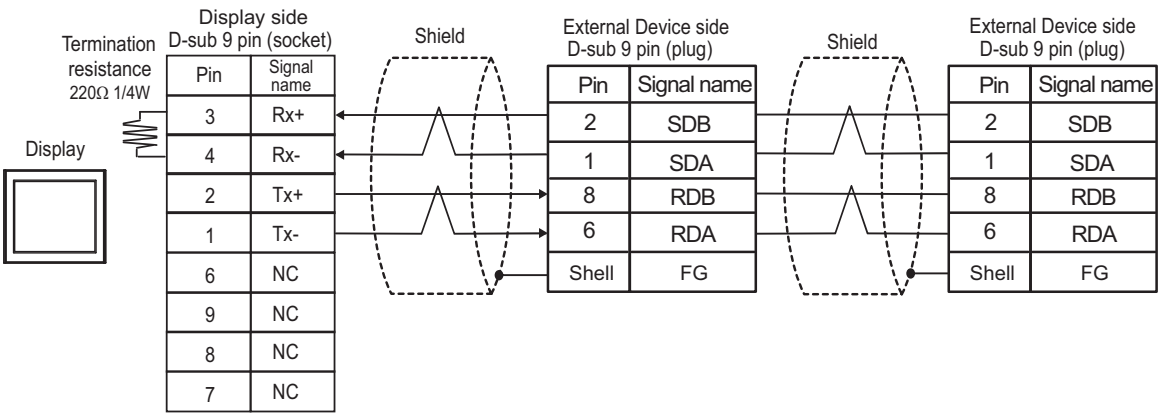 Termination
resistance
220Ω 1/4W
Display
Display side
D-sub 9 pin (socket)
Pin Signal name
3 Rx+
4 Rx-
2 Tx+
1 Tx-
6 NC
9 NC
8 NC
7 NC
Shield
External Device side
D-sub 9 pin (plug)
Pin Signal name
2 SDB
1 SDA
8 RDB
6 RDA
Shell FG
Shield
External Device side
D-sub 9 pin (plug)
Pin Signal name
2 SDB
1 SDA
8 RDB
6 RDA
Shell FG